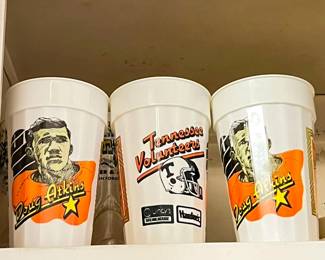 Doug Atkins
Tennessee
Volunteers
Doug Atkins